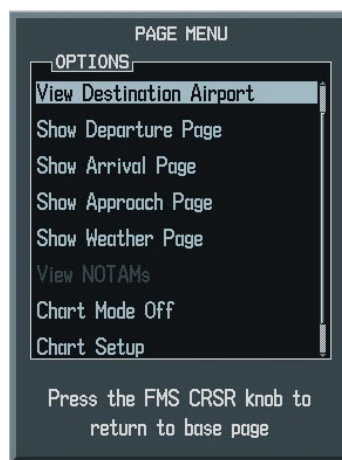 PAGE MENU
OPTIONS
View Destination Airport
Show Departure Page
Show Arrival Page
Show Approach Page
Show Weather Page
View NOTAMs
Chart Mode Off
Chart Setup
Press the FMS CRSR knob to
return to base page